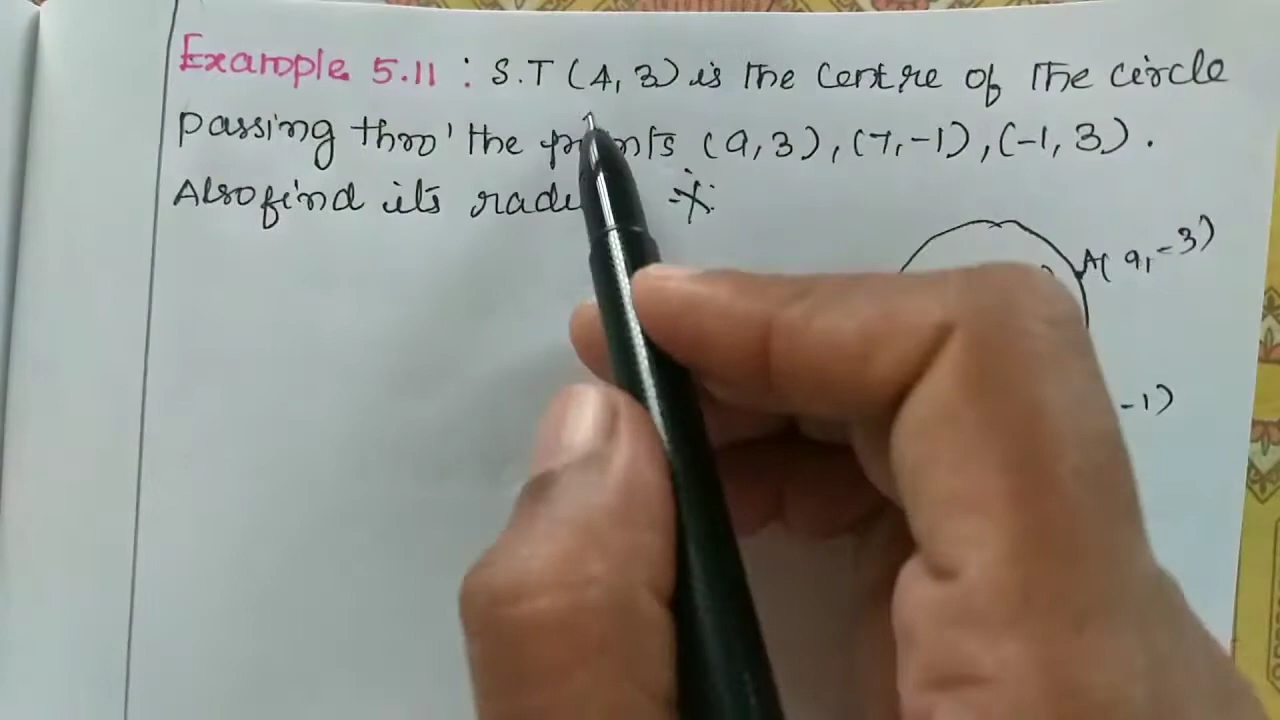 Example 5.11 : S.T (4, 3) is the centre of the circle
passing thro' the points (9,3), (7,-1), (-1, 3).
Also find its
A( 9, -3)
-1)